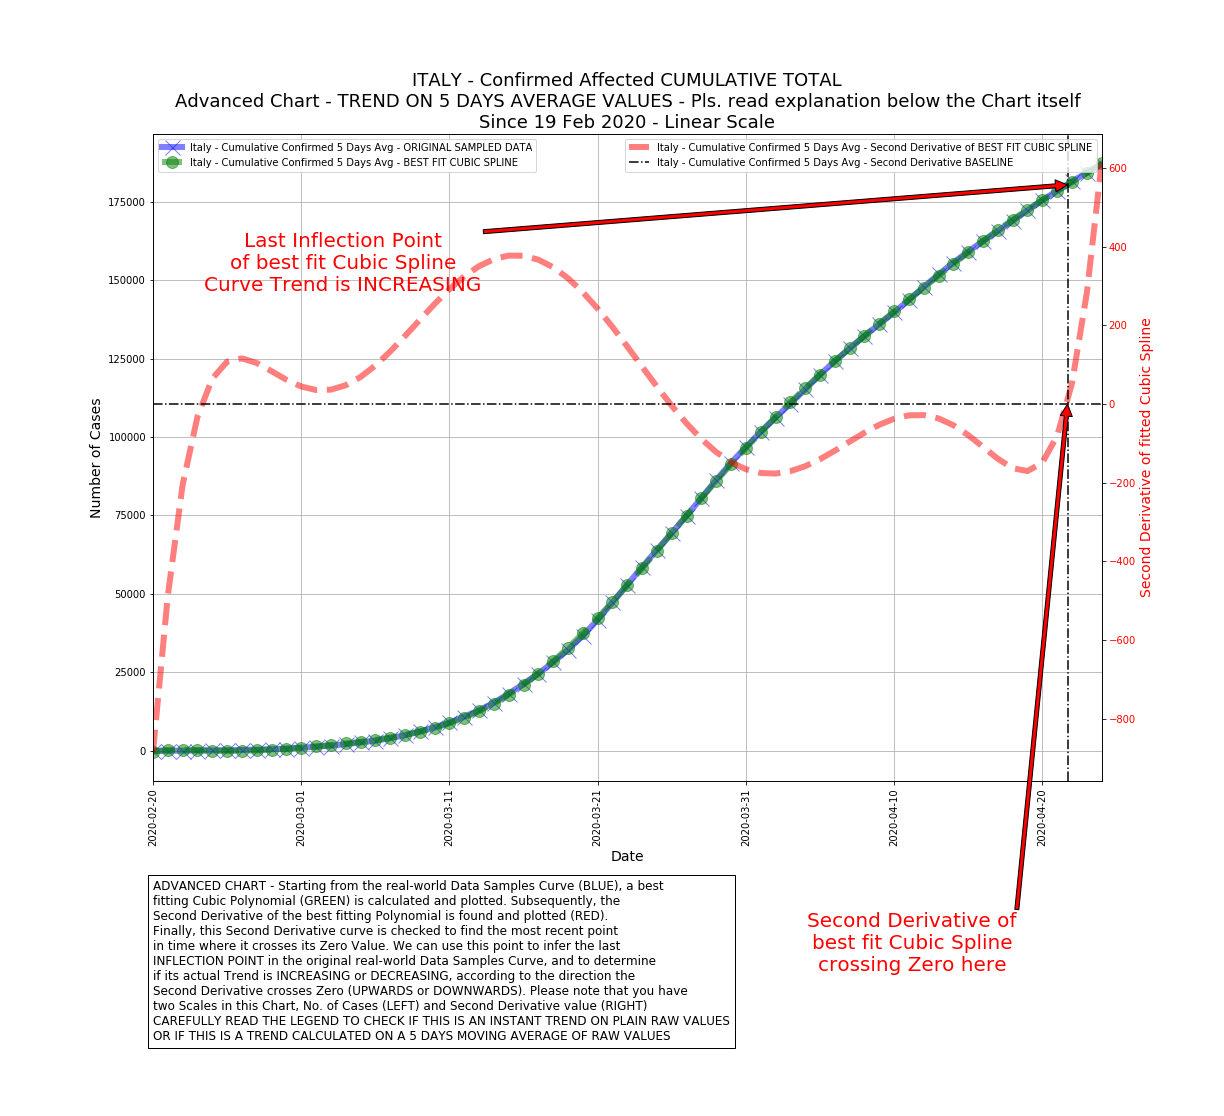 ITALY - Confirmed Affected CUMULATIVE TOTAL
Advanced Chart - TREND ON 5 DAYS AVERAGE VALUES - Pls. read explanation below the Chart itself
Since 19 Feb 2020 - Linear Scale
Italy - Cumulative Confirmed 5 Days Avg - ORIGINAL SAMPLED DATA
Italy - Cumulative Confirmed 5 Days Avg - BEST FIT CUBIC SPLINE
Italy - Cumulative Confirmed 5 Days Avg - Second Derivative of BEST FIT CUBIC SPLINE
Italy - Cumulative Confirmed 5 Days Avg - Second Derivative BASELINE
Last Inflection Point
of best fit Cubic Spline
Curve Trend is INCREASING
Number of Cases
175000
150000
125000
100000
75000
50000
25000
0
600
400
200
0
−200
−400
−600
−800
Second Derivative of fitted Cubic Spline
2020-02-20
2020-03-01
2020-03-11
2020-03-21
2020-03-31
2020-04-10
2020-04-20
Date
ADVANCED CHART - Starting from the real-world Data Samples Curve (BLUE), a best
fitting Cubic Polynomial (GREEN) is calculated and plotted. Subsequently, the
Second Derivative of the best fitting Polynomial is found and plotted (RED).
Finally, this Second Derivative curve is checked to find the most recent point
in time where it crosses its Zero Value. We can use this point to infer the last
INFLECTION POINT in the original real-world Data Samples Curve, and to determine
if its actual Trend is INCREASING or DECREASING, according to the direction the
Second Derivative crosses Zero (UPWARDS or DOWNWARDS). Please note that you have
two Scales in this Chart, No. of Cases (LEFT) and Second Derivative value (RIGHT)
CAREFULLY READ THE LEGEND TO CHECK IF THIS IS AN INSTANT TREND ON PLAIN RAW VALUES
OR IF THIS IS A TREND CALCULATED ON A 5 DAYS MOVING AVERAGE OF RAW VALUES
Second Derivative of
best fit Cubic Spline
crossing Zero here